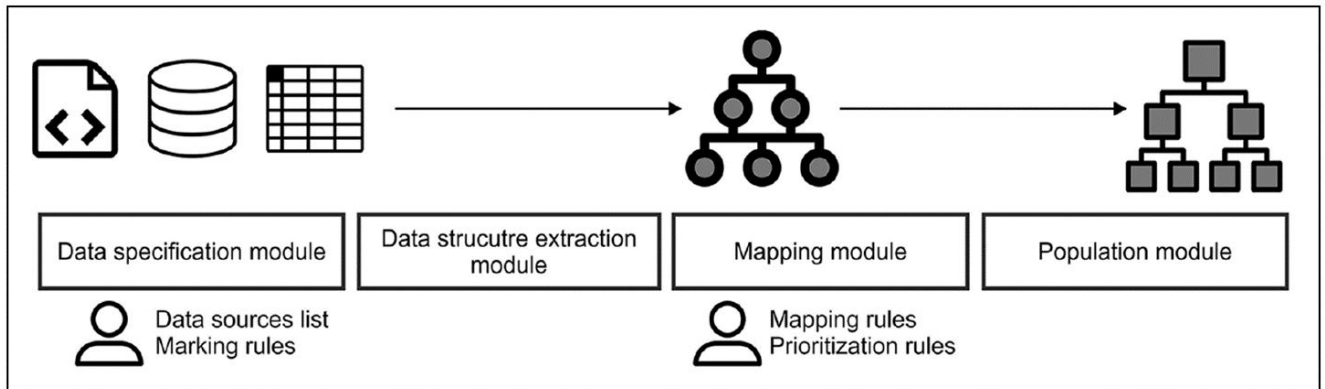 Data specification module
Data strucutre extraction
module
Mapping module
Population module
Data sources list
Marking rules
Mapping rules
Prioritization rules